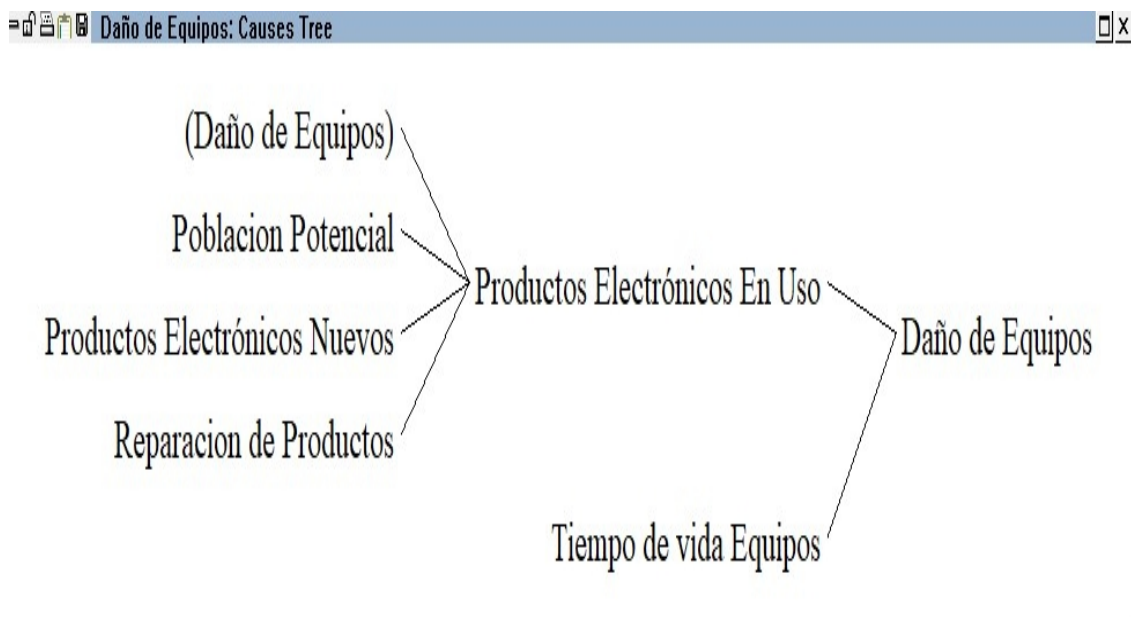 Daño de Equipos: Causes Tree
(Daño de Equipos)
Poblacion Potencial
Productos Electrónicos En Uso
Productos Electrónicos Nuevos
Daño de Equipos
Reparacion de Productos
Tiempo de vida Equipos